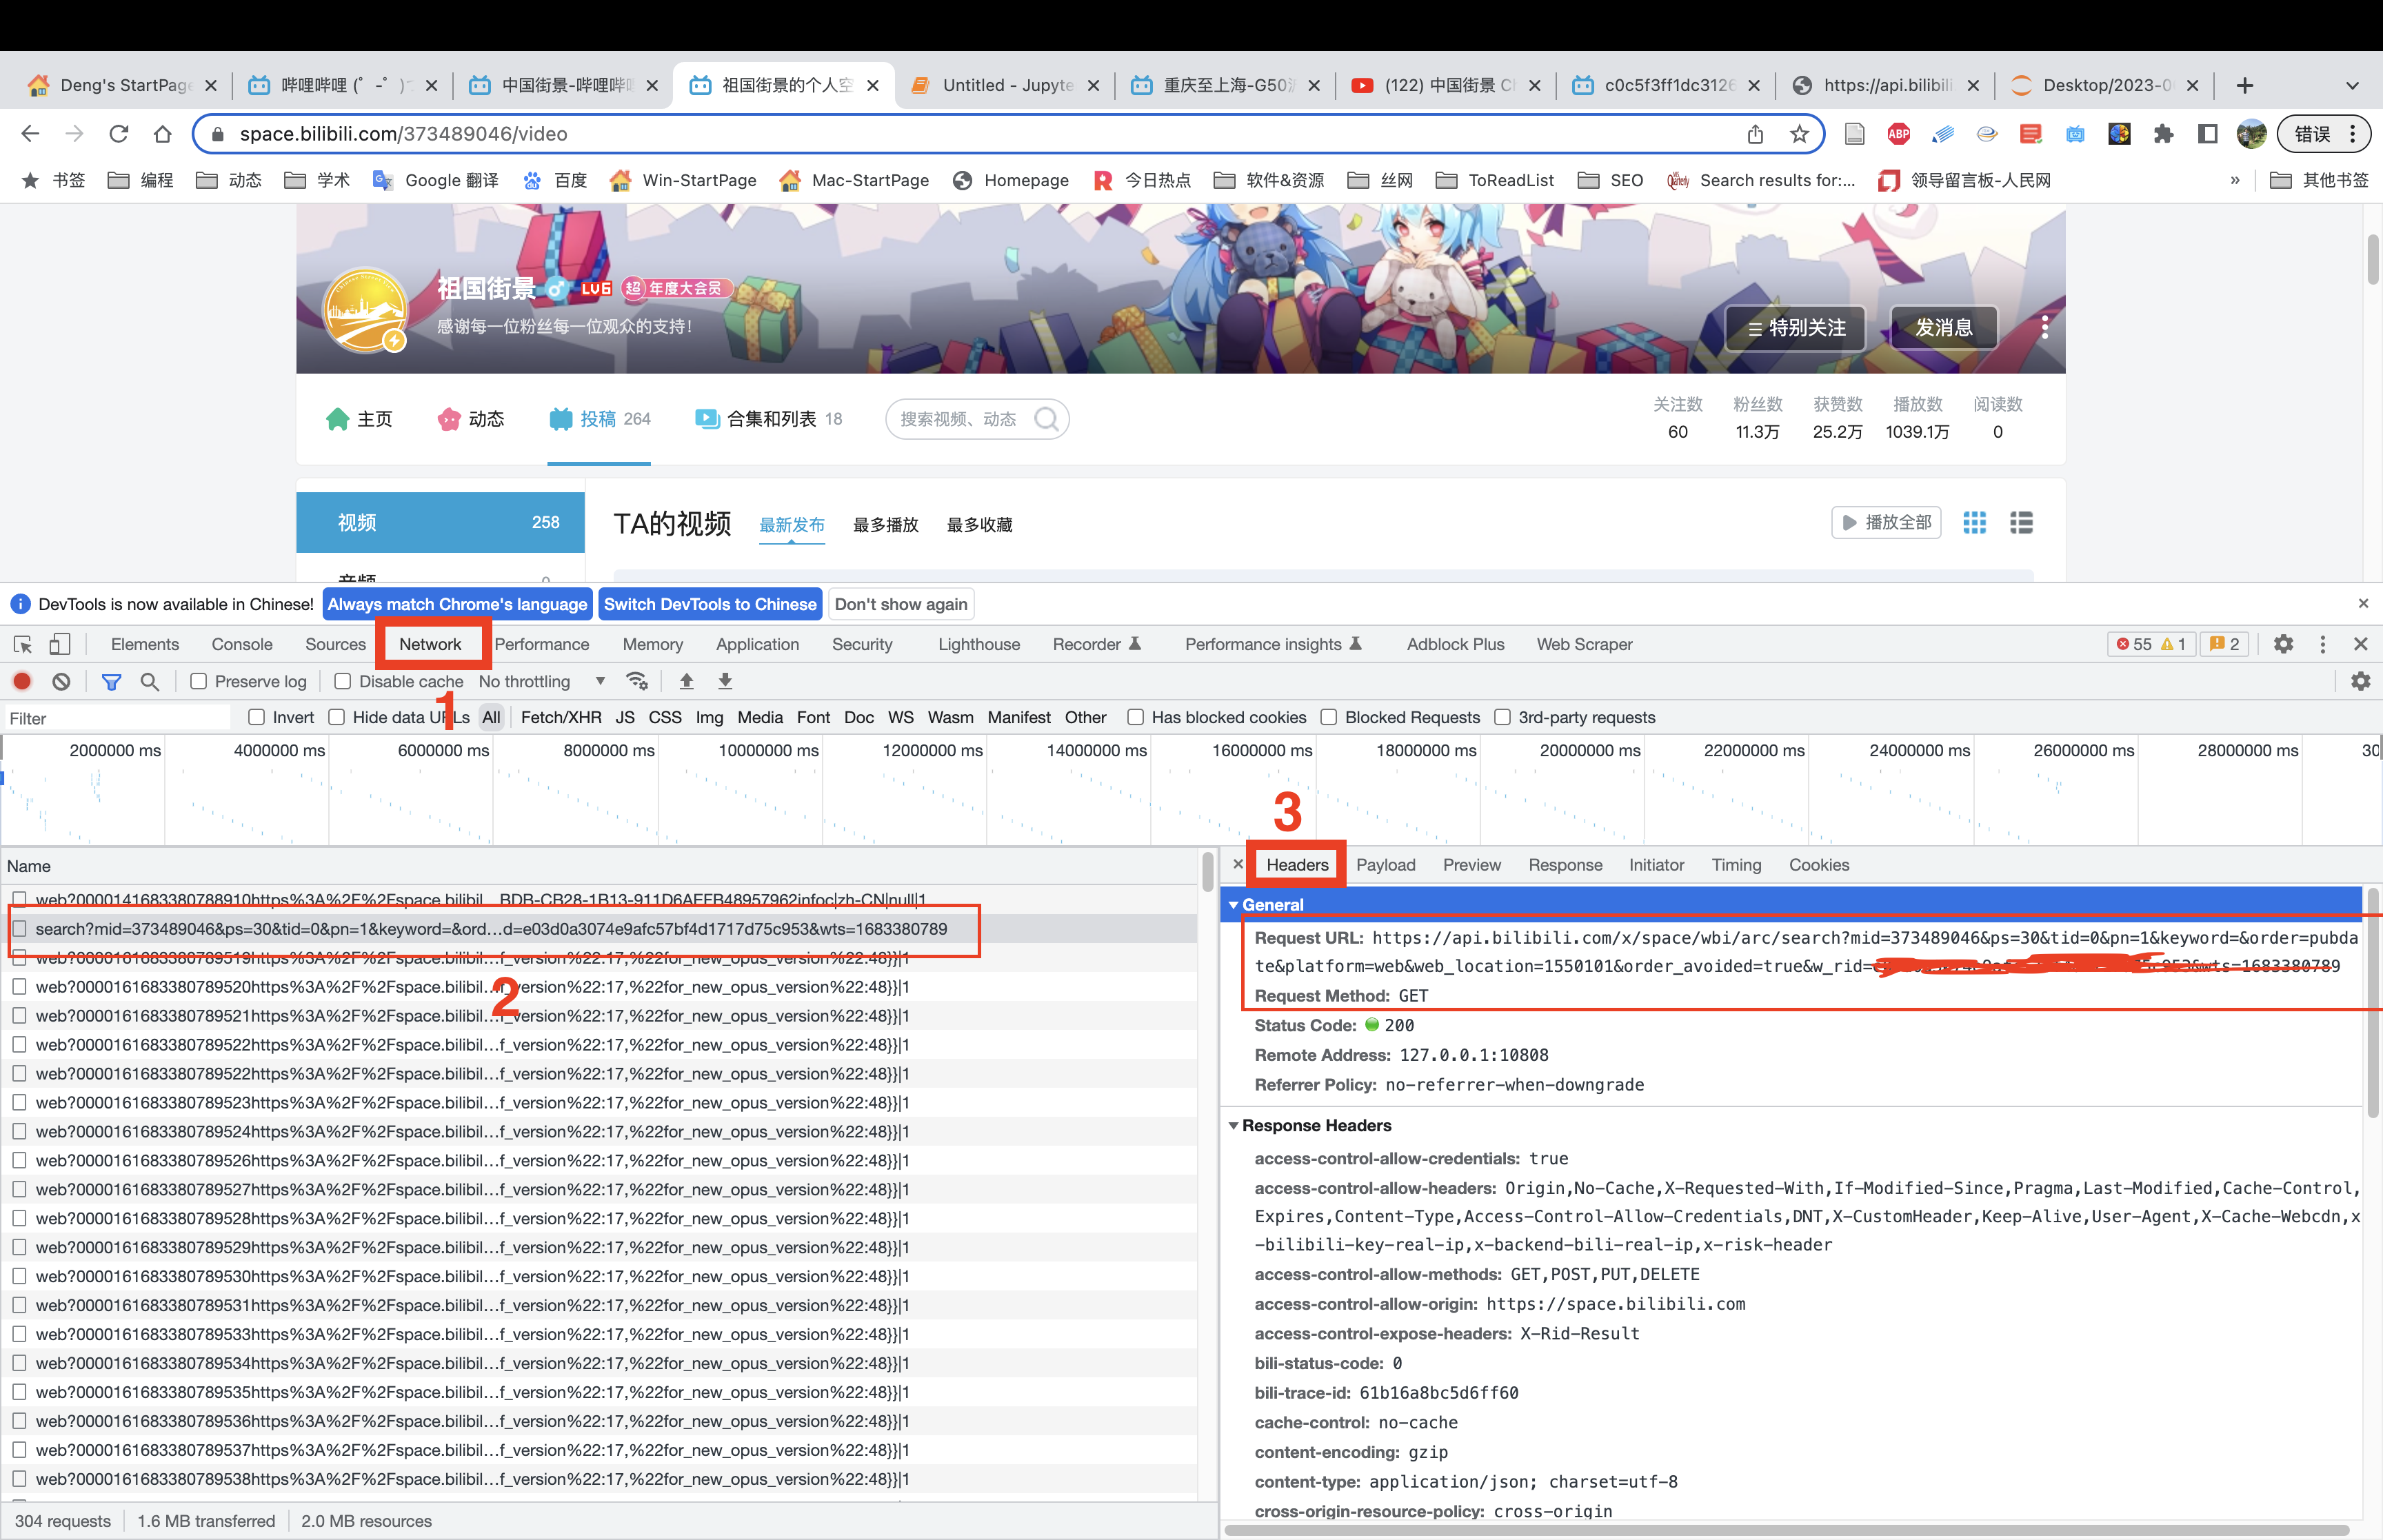 Deng's StartPage
哔哩哔哩 (゜-゜)つ
中国街景-哔哩哔哩
祖国街景的个人空
Untitled - Jupyte
重庆至上海-G50沪
(122) 中国街景 C
c0c5f3ff1dc3126
https://api.bilibili
Desktop/2023-0
space.bilibili.com/373489046/video
ABP
错误
书签
编程
动态
学术
Google 翻译
百度
Win-StartPage
Mac-StartPage
Homepage
今日热点
软件&资源
丝网
ToReadList
SEO
Search results for:...
领导留言板-人民网
»
其他书签
祖国街景
LV6
超 年度大会员
感谢每一位粉丝每一位观众的支持!
特别关注
发消息
主页
动态
投稿 264
合集和列表 18
搜索视频、动态
关注数
粉丝数
获赞数
播放数
阅读数
60
11.3万
25.2万
1039.1万
0
视频
258
TA的视频
最新发布
最多播放
最多收藏
播放全部
音频
0
DevTools is now available in Chinese!
Always match Chrome's language
Switch DevTools to Chinese
Don't show again
Elements
Console
Sources
Network
Performance
Memory
Application
Security
Lighthouse
Recorder
Performance insights
Adblock Plus
Web Scraper
55
1
2
Preserve log
Disable cache
No throttling
1
Filter
Invert
Hide data URLs
All
Fetch/XHR
JS
CSS
Img
Media
Font
Doc
WS
Wasm
Manifest
Other
Has blocked cookies
Blocked Requests
3rd-party requests
2000000 ms
4000000 ms
6000000 ms
8000000 ms
10000000 ms
12000000 ms
14000000 ms
16000000 ms
18000000 ms
20000000 ms
22000000 ms
24000000 ms
26000000 ms
28000000 ms
30
3
Name
web?0000141683380788910https%3A%2F%2Fspace.bilibil…BDB-CB28-1B13-911D6AEFB48957962infoc|zh-CN|null|1
search?mid=373489046&ps=30&tid=0&pn=1&keyword=&ord…d=e03d0a3074e9afc57bf4d1717d75c953&wts=1683380789
web?0000161683380789519https%3A%2F%2Fspace.bilibil…f_version%22:17,%22for_new_opus_version%22:48}}|1
2
web?0000161683380789520https%3A%2F%2Fspace.bilibil…f_version%22:17,%22for_new_opus_version%22:48}}|1
web?0000161683380789521https%3A%2F%2Fspace.bilibil…f_version%22:17,%22for_new_opus_version%22:48}}|1
web?0000161683380789522https%3A%2F%2Fspace.bilibil…f_version%22:17,%22for_new_opus_version%22:48}}|1
web?0000161683380789522https%3A%2F%2Fspace.bilibil…f_version%22:17,%22for_new_opus_version%22:48}}|1
web?0000161683380789523https%3A%2F%2Fspace.bilibil…f_version%22:17,%22for_new_opus_version%22:48}}|1
web?0000161683380789524https%3A%2F%2Fspace.bilibil…f_version%22:17,%22for_new_opus_version%22:48}}|1
web?0000161683380789526https%3A%2F%2Fspace.bilibil…f_version%22:17,%22for_new_opus_version%22:48}}|1
web?0000161683380789527https%3A%2F%2Fspace.bilibil…f_version%22:17,%22for_new_opus_version%22:48}}|1
web?0000161683380789528https%3A%2F%2Fspace.bilibil…f_version%22:17,%22for_new_opus_version%22:48}}|1
web?0000161683380789529https%3A%2F%2Fspace.bilibil…f_version%22:17,%22for_new_opus_version%22:48}}|1
web?0000161683380789530https%3A%2F%2Fspace.bilibil…f_version%22:17,%22for_new_opus_version%22:48}}|1
web?0000161683380789531https%3A%2F%2Fspace.bilibil…f_version%22:17,%22for_new_opus_version%22:48}}|1
web?0000161683380789533https%3A%2F%2Fspace.bilibil…f_version%22:17,%22for_new_opus_version%22:48}}|1
web?0000161683380789534https%3A%2F%2Fspace.bilibil…f_version%22:17,%22for_new_opus_version%22:48}}|1
web?0000161683380789535https%3A%2F%2Fspace.bilibil…f_version%22:17,%22for_new_opus_version%22:48}}|1
web?0000161683380789536https%3A%2F%2Fspace.bilibil…f_version%22:17,%22for_new_opus_version%22:48}}|1
web?0000161683380789537https%3A%2F%2Fspace.bilibil…f_version%22:17,%22for_new_opus_version%22:48}}|1
web?0000161683380789538https%3A%2F%2Fspace.bilibil…f_version%22:17,%22for_new_opus_version%22:48}}|1
304 requests
1.6 MB transferred
2.0 MB resources
Headers
Payload
Preview
Response
Initiator
Timing
Cookies
General
Request URL: https://api.bilibili.com/x/space/wbi/arc/search?mid=373489046&ps=30&tid=0&pn=1&keyword=&order=pubda
te&platform=web&web_location=1550101&order_avoided=true&w_rid= &wts=1683380789
Request Method: GET
Status Code: 200
Remote Address: 127.0.0.1:10808
Referrer Policy: no-referrer-when-downgrade
Response Headers
access-control-allow-credentials: true
access-control-allow-headers: Origin,No-Cache,X-Requested-With,If-Modified-Since,Pragma,Last-Modified,Cache-Control,
Expires,Content-Type,Access-Control-Allow-Credentials,DNT,X-CustomHeader,Keep-Alive,User-Agent,X-Cache-Webcdn,x
-bilibili-key-real-ip,x-backend-bili-real-ip,x-risk-header
access-control-allow-methods: GET,POST,PUT,DELETE
access-control-allow-origin: https://space.bilibili.com
access-control-expose-headers: X-Rid-Result
bili-status-code: 0
bili-trace-id: 61b16a8bc5d6ff60
cache-control: no-cache
content-encoding: gzip
content-type: application/json; charset=utf-8
cross-origin-resource-policy: cross-origin